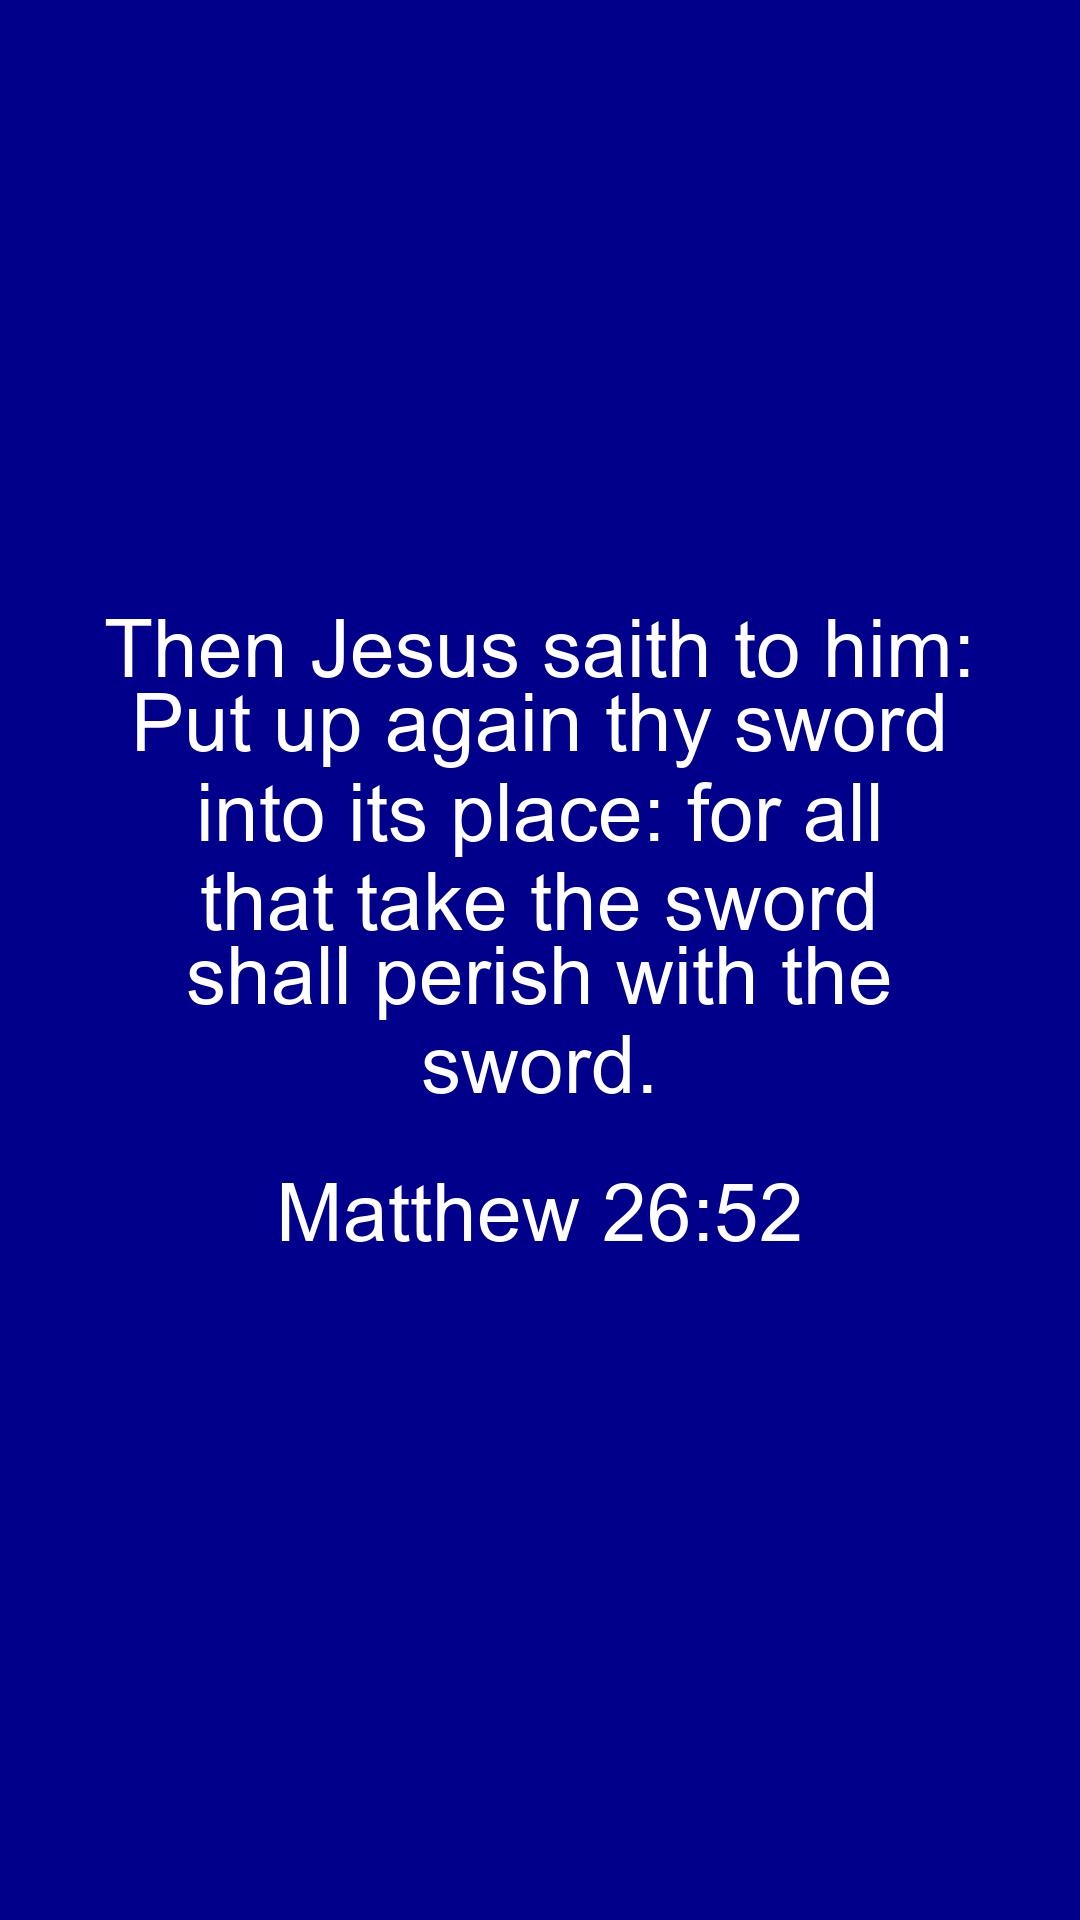 Then Jesus saith to him:
Put up again thy sword
into its place: for all
that take the sword
shall perish with the
sword.
Matthew 26:52